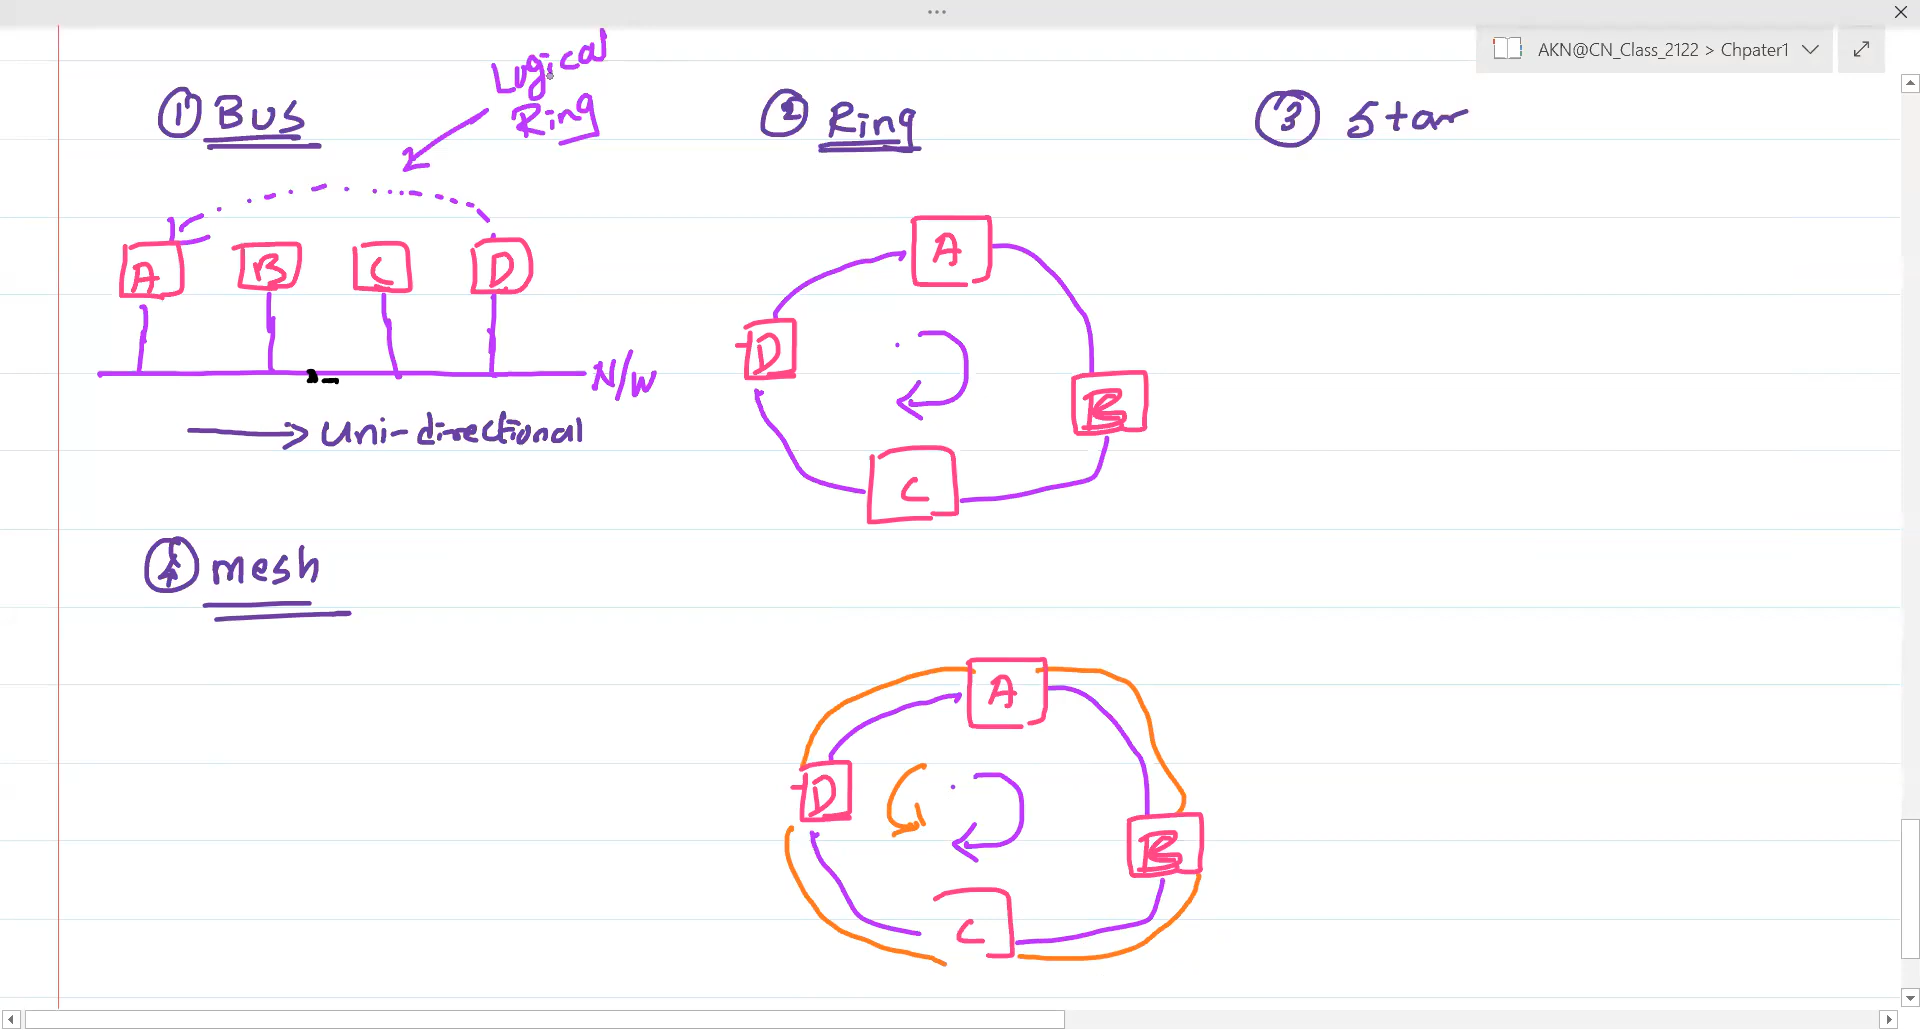 ...
AKN@CN_Class_2122 > Chpater1
Logical
Ring
① Bus
② Ring
③ Star
A B C D
N/W
Uni-directional
A
D
B
C
④ mesh
A
D
B
C